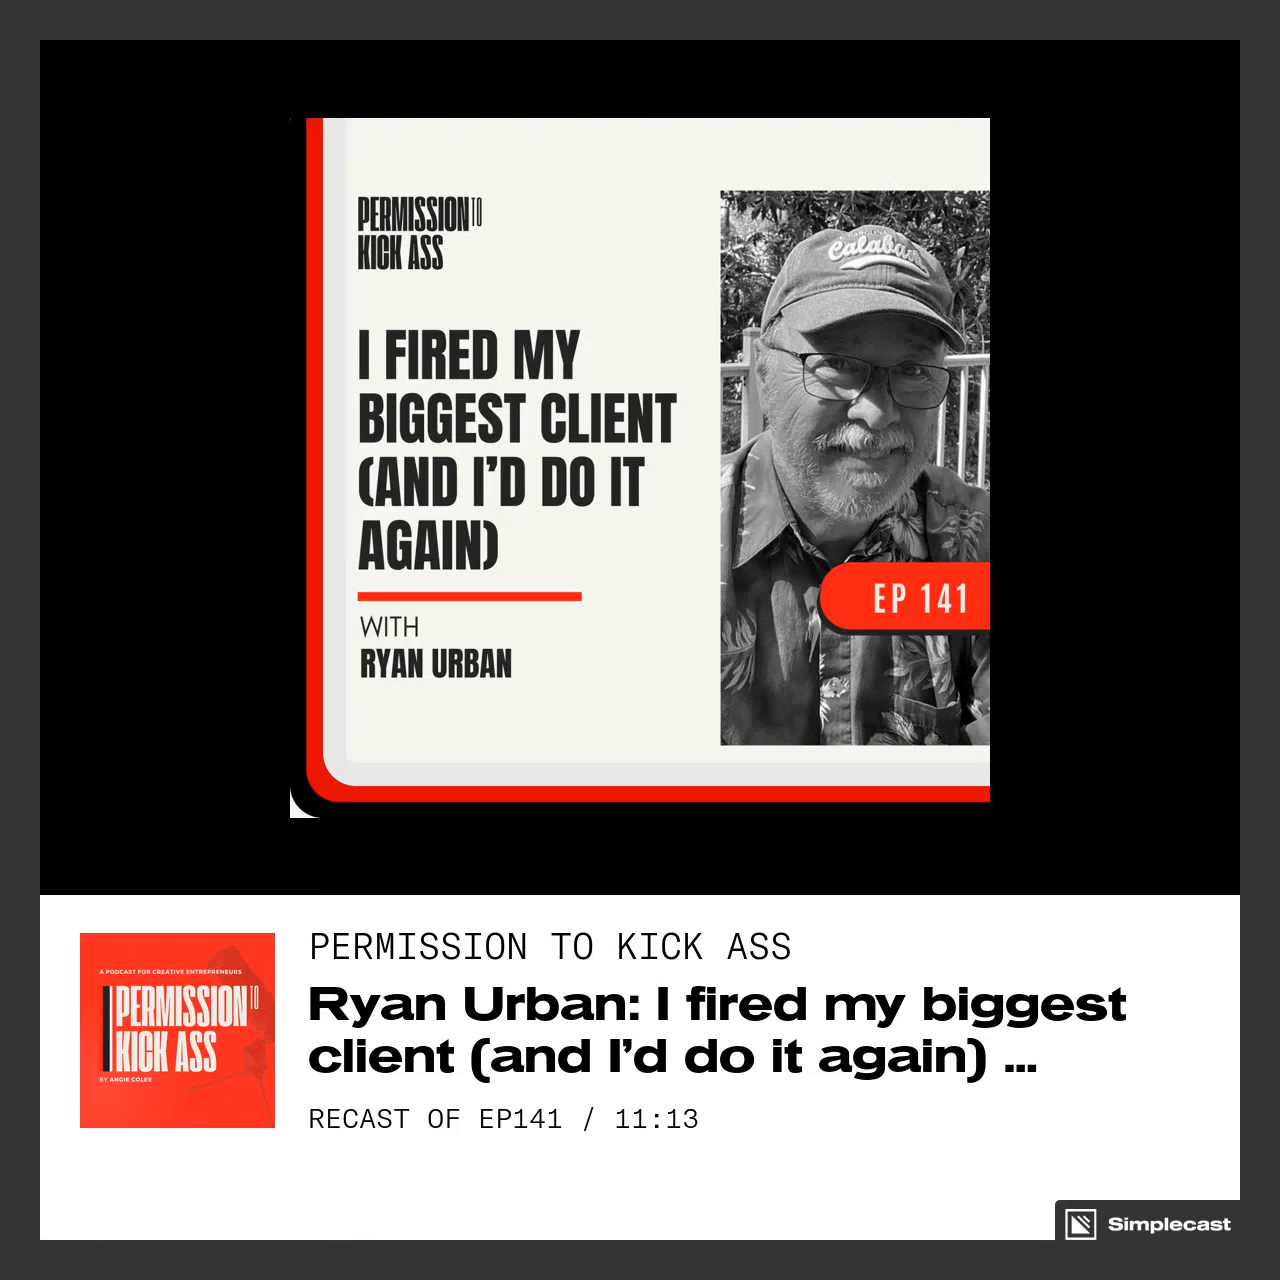 PERMISSION TO
KICK ASS
Calabash
I FIRED MY
BIGGEST CLIENT
(AND I'D DO IT
AGAIN)
EP 141
WITH
RYAN URBAN
A PODCAST FOR CREATIVE ENTREPRENEURS
PERMISSION TO
KICK ASS
BY ANGIE COLEE
PERMISSION TO KICK ASS
Ryan Urban: I fired my biggest
client (and I’d do it again) ...
RECAST OF EP141 / 11:13
Simplecast